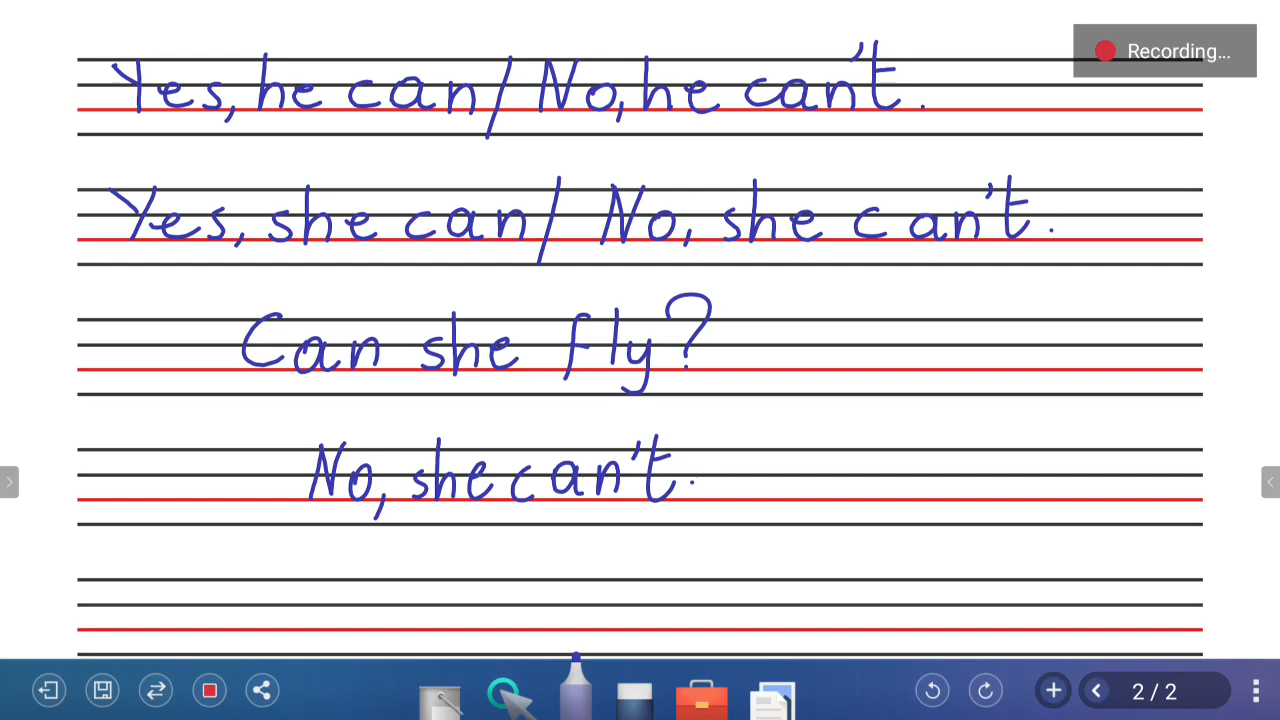 Recording...
Yes, he can/ No, he can't.
Yes, she can/ No, she can't.
Can she fly?
No, she can't.
2 / 2